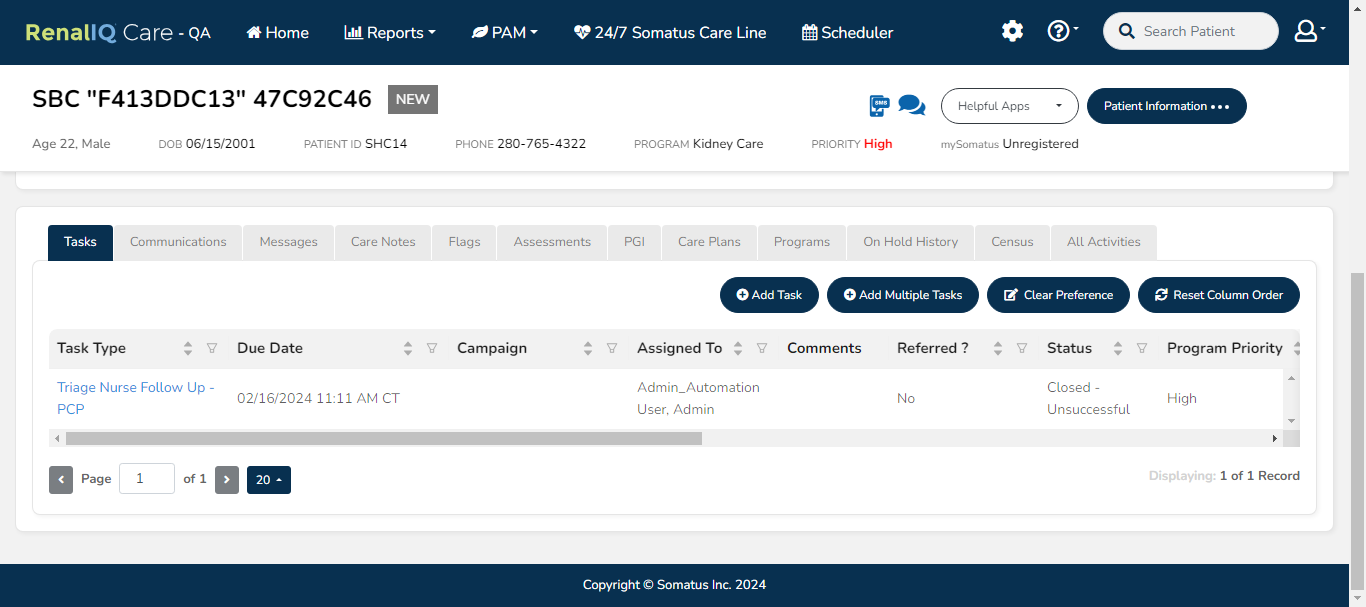 RenalIQ Care - QA Home Reports PAM 24/7 Somatus Care Line Scheduler Search Patient
SBC "F413DDC13" 47C92C46 NEW SMS Helpful Apps Patient Information
Age 22, Male DOB 06/15/2001 PATIENT ID SHC14 PHONE 280-765-4322 PROGRAM Kidney Care PRIORITY High mySomatus Unregistered
Tasks Communications Messages Care Notes Flags Assessments PGI Care Plans Programs On Hold History Census All Activities
Add Task Add Multiple Tasks Clear Preference Reset Column Order
Task Type Due Date Campaign Assigned To Comments Referred ? Status Program Priority
Triage Nurse Follow Up -
PCP
02/16/2024 11:11 AM CT
Admin_Automation
User, Admin
No
Closed -
Unsuccessful
High
Page 1 of 1 20 Displaying: 1 of 1 Record
Copyright © Somatus Inc. 2024